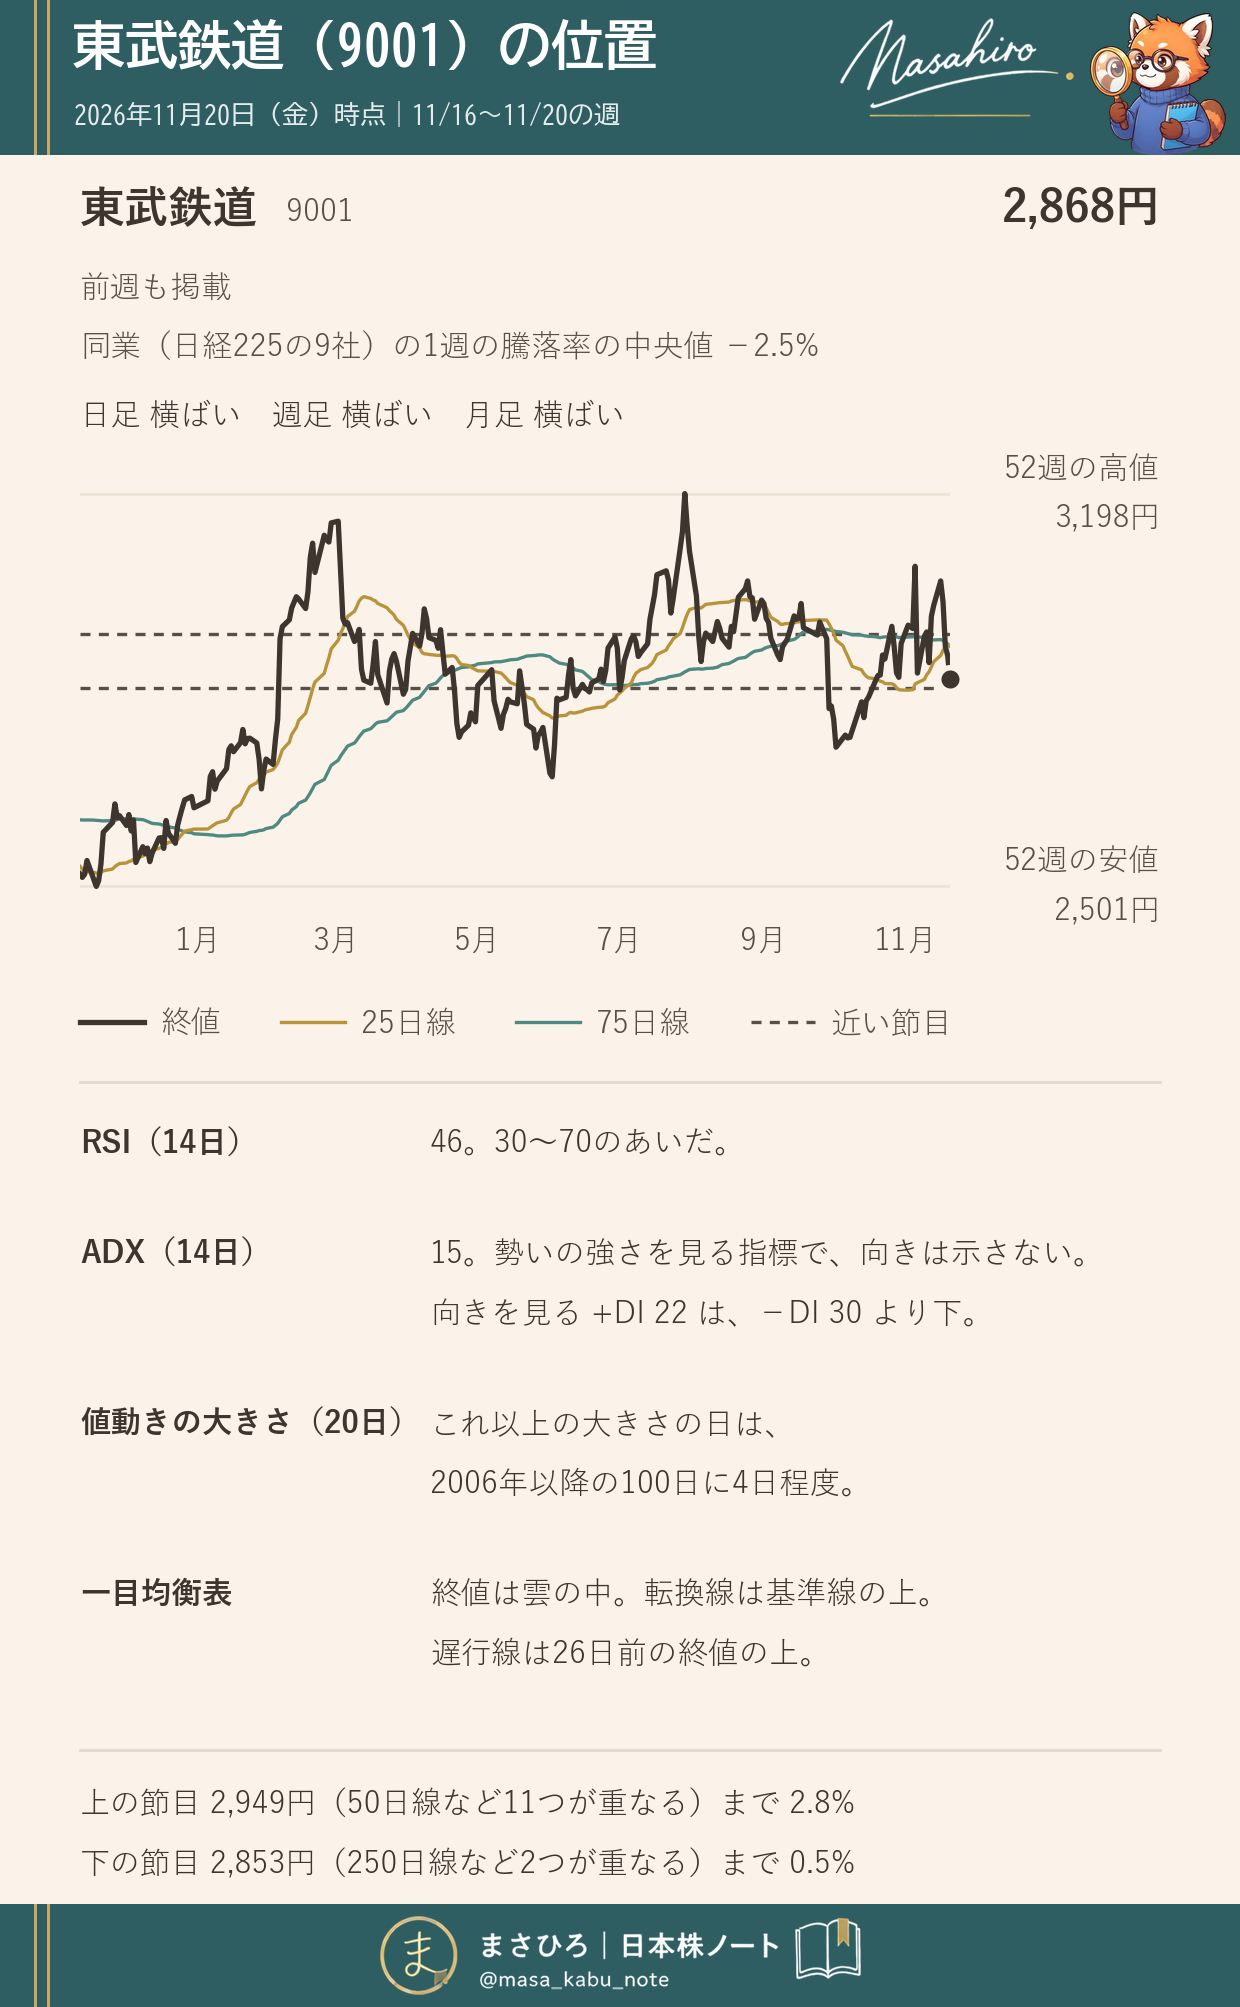 東武鉄道（9001）の位置
Masahiro
2026年11月20日（金）時点｜11/16～11/20の週
東武鉄道 9001 2,868円
前週も掲載
同業（日経225の9社）の1週の騰落率の中央値 －2.5%
日足 横ばい 週足 横ばい 月足 横ばい
52週の高値
3,198円
52週の安値
2,501円
1月 3月 5月 7月 9月 11月
終値 25日線 75日線 近い節目
RSI（14日） 46。30～70のあいだ。
ADX（14日） 15。勢いの強さを見る指標で、向きは示さない。
向きを見る +DI 22 は、－DI 30 より下。
値動きの大きさ（20日） これ以上の大きさの日は、
2006年以降の100日に4日程度。
一目均衡表 終値は雲の中。転換線は基準線の上。
遅行線は26日前の終値の上。
上の節目 2,949円（50日線など11つが重なる）まで 2.8%
下の節目 2,853円（250日線など2つが重なる）まで 0.5%
ま
まさひろ｜日本株ノート
@masa_kabu_note